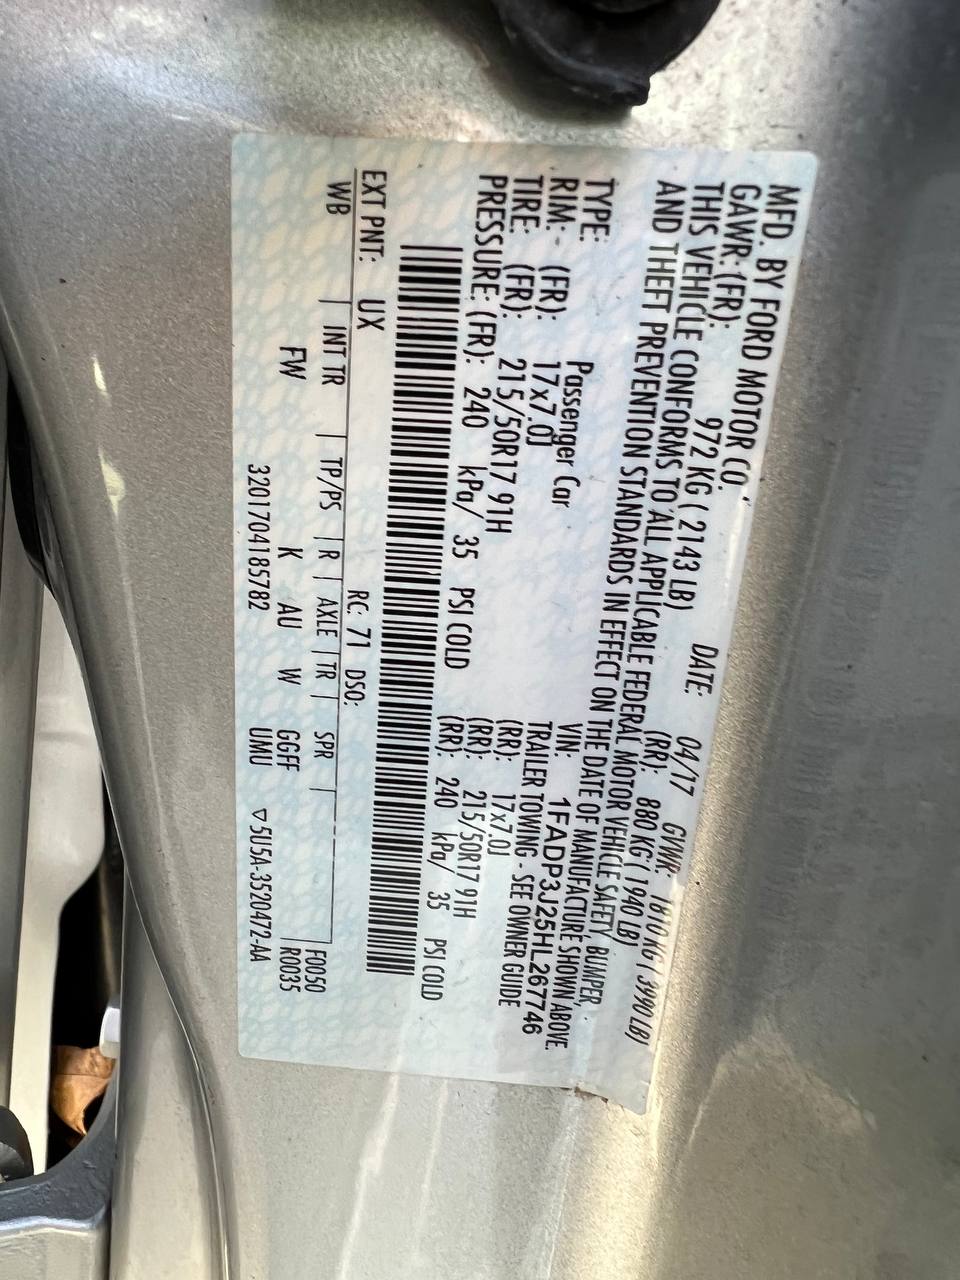 MFD. BY FORD MOTOR CO.
DATE: 04/17 GVWR: 1810 KG ( 3990 LB)
GAWR: (FR): 972 KG ( 2143 LB) (RR): 880 KG ( 1940 LB)
THIS VEHICLE CONFORMS TO ALL APPLICABLE FEDERAL MOTOR VEHICLE SAFETY, BUMPER,
AND THEFT PREVENTION STANDARDS IN EFFECT ON THE DATE OF MANUFACTURE SHOWN ABOVE.
VIN: 1FADP3J25HL267746
TYPE: Passenger Car TRAILER TOWING - SEE OWNER GUIDE
RIM: (FR): 17x7.0J (RR): 17x7.0J
TIRE: (FR): 215/50R17 91H (RR): 215/50R17 91H
PRESSURE: (FR): 240 kPa/ 35 PSI COLD (RR): 240 kPa/ 35 PSI COLD
EXT PNT: UX RC: 71 DSO:
WB INT TR TP/PS R AXLE TR SPR F0050
FW K AU W GGFF R0035
320170418578​2 UMU ▽5U5A-3520472-AA